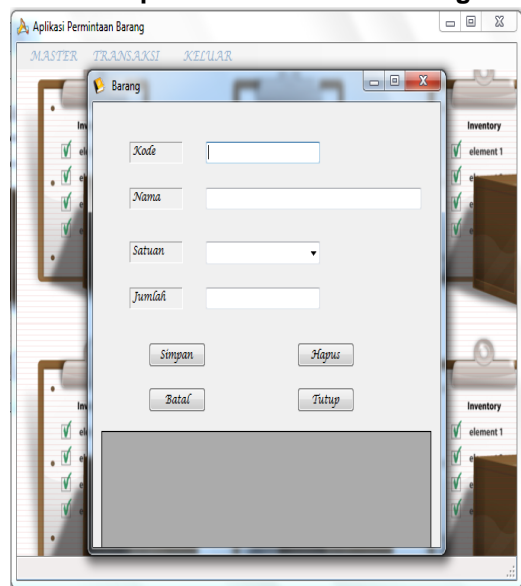 Aplikasi Permintaan Barang
MASTER TRANSAKSI KELUAR
Barang
Inventory
element 1
Kode
Nama
Satuan
Jumlah
Simpan Hapus
Batal Tutup
Inventory
element 1